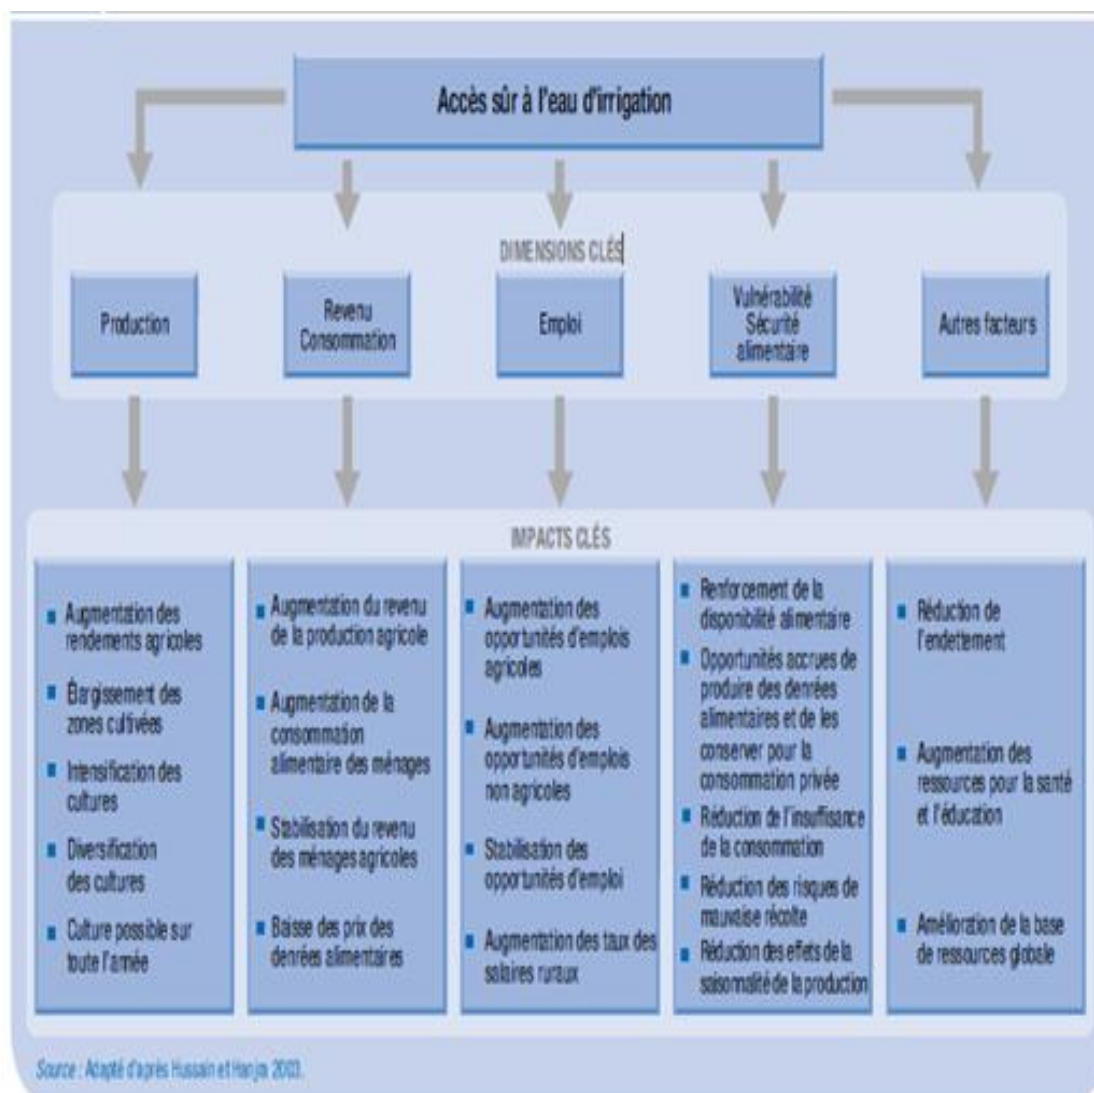 Accès sûr à l'eau d'irrigation
DIMENSIONS CLÉS
Production
Revenu
Consommation
Emploi
Vulnérabilité
Sécurité
alimentaire
Autres facteurs
IMPACTS CLÉS
Augmentation des
rendements agricoles
Élargissement des
zones cultivées
Intensification des
cultures
Diversification
des cultures
Culture possible sur
toute l'année
Augmentation du revenu
de la production agricole
Augmentation de la
consommation
alimentaire des ménages
Stabilisation du revenu
des ménages agricoles
Baisse des prix des
denrées alimentaires
Augmentation des
opportunités d'emplois
agricoles
Augmentation des
opportunités d'emplois
non agricoles
Stabilisation des
opportunités d'emploi
Augmentation des taux des
salaires ruraux
Renforcement de la
disponibilité alimentaire
Opportunités accrues de
produire des denrées
alimentaires et de les
conserver pour la
consommation privée
Réduction de l'insuffisance
de la consommation
Réduction des risques de
mauvaise récolte
Réduction des effets de la
saisonnalité de la production
Réduction de
l'endettement
Augmentation des
ressources pour la santé
et l'éducation
Amélioration de la base
de ressources globale
Source : Adapté d'après Hussain et Hanjra 2003.